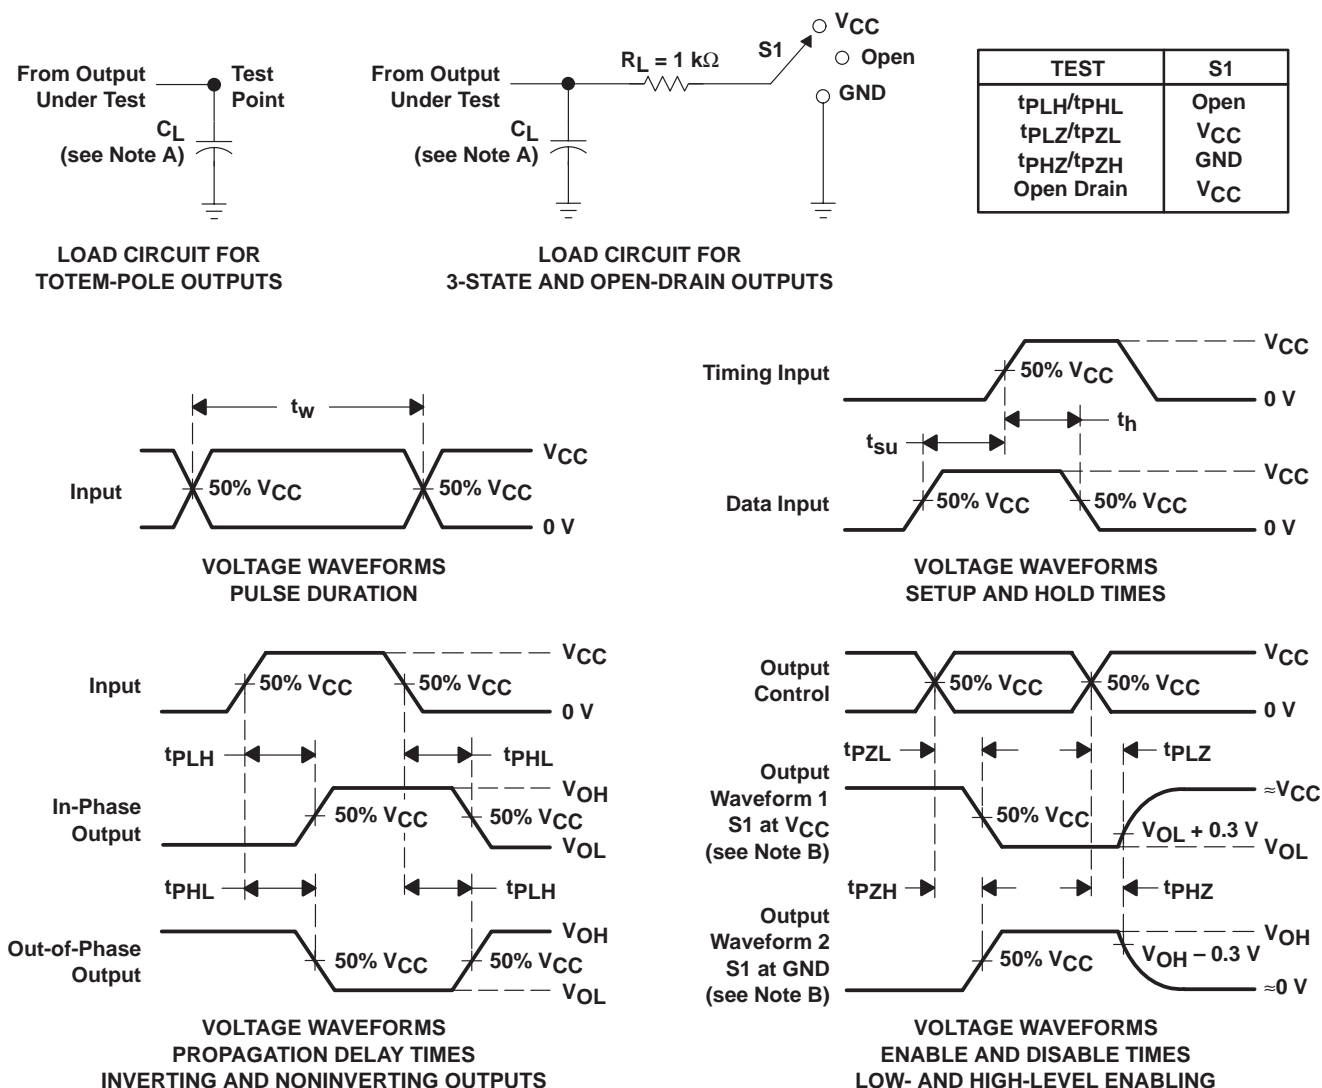 From Output
Under Test
Test
Point
CL
(see Note A)
LOAD CIRCUIT FOR
TOTEM-POLE OUTPUTS
From Output
Under Test
RL = 1 kΩ
S1
VCC
Open
GND
CL
(see Note A)
LOAD CIRCUIT FOR
3-STATE AND OPEN-DRAIN OUTPUTS
TEST S1
tPLH/tPHL Open
tPLZ/tPZL VCC
tPHZ/tPZH GND
Open Drain VCC
tw
Input
50% VCC
50% VCC
VCC
0 V
VOLTAGE WAVEFORMS
PULSE DURATION
Timing Input
50% VCC
VCC
0 V
tsu
th
Data Input
50% VCC
50% VCC
VCC
0 V
VOLTAGE WAVEFORMS
SETUP AND HOLD TIMES
Input
50% VCC
50% VCC
VCC
0 V
tPLH
tPHL
In-Phase
Output
50% VCC
50% VCC
VOH
VOL
tPHL
tPLH
Out-of-Phase
Output
50% VCC
50% VCC
VOH
VOL
VOLTAGE WAVEFORMS
PROPAGATION DELAY TIMES
INVERTING AND NONINVERTING OUTPUTS
Output
Control
50% VCC
50% VCC
VCC
0 V
tPZL
tPLZ
Output
Waveform 1
S1 at VCC
(see Note B)
50% VCC
VOL + 0.3 V
≈VCC
VOL
tPZH
tPHZ
Output
Waveform 2
S1 at GND
(see Note B)
50% VCC
VOH − 0.3 V
VOH
≈0 V
VOLTAGE WAVEFORMS
ENABLE AND DISABLE TIMES
LOW- AND HIGH-LEVEL ENABLING